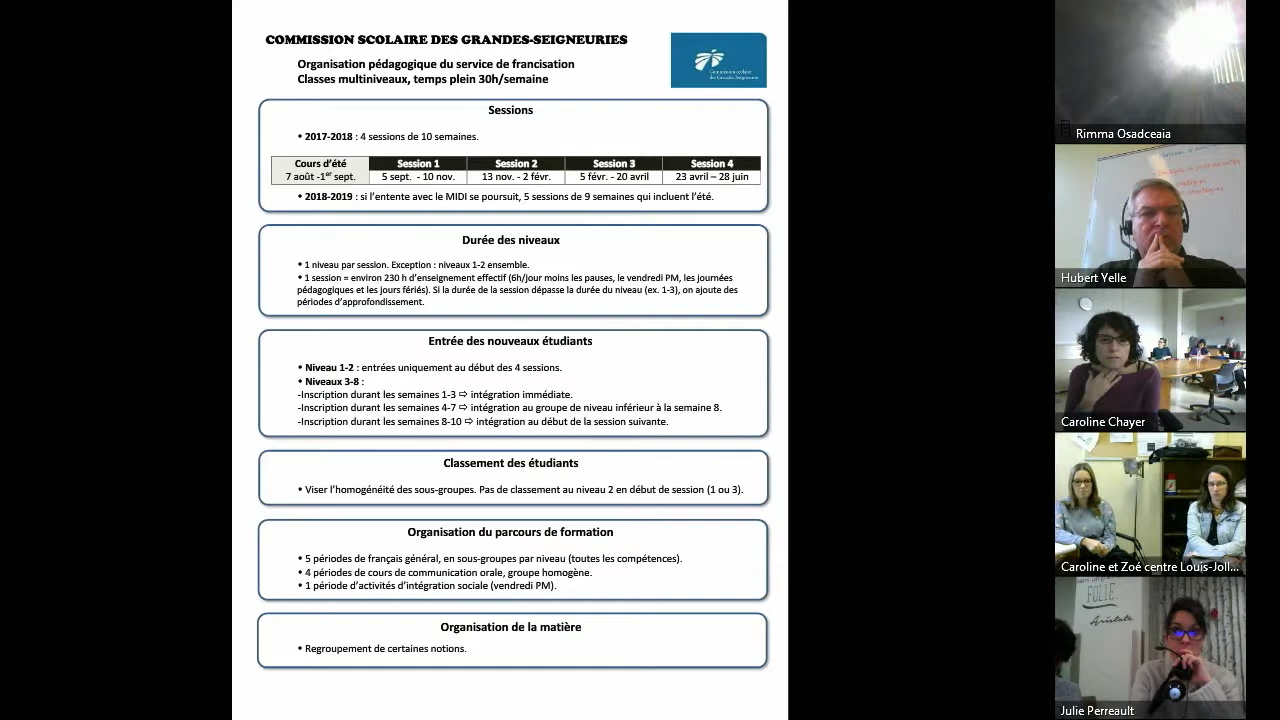 COMMISSION SCOLAIRE DES GRANDES-SEIGNEURIES
Organisation pédagogique du service de francisation
Classes multiniveaux, temps plein 30h/semaine
Commission scolaire
des Grandes-Seigneuries
Sessions
• 2017-2018 : 4 sessions de 10 semaines.
Cours d'été Session 1 Session 2 Session 3 Session 4
7 août -1er sept. 5 sept. - 10 nov. 13 nov. - 2 févr. 5 févr. - 20 avril 23 avril – 28 juin
• 2018-2019 : si l'entente avec le MIDI se poursuit, 5 sessions de 9 semaines qui incluent l'été.
Durée des niveaux
• 1 niveau par session. Exception : niveaux 1-2 ensemble.
• 1 session = environ 230 h d'enseignement effectif (6h/jour moins les pauses, le vendredi PM, les journées
pédagogiques et les jours fériés). Si la durée de la session dépasse la durée du niveau (ex. 1-3), on ajoute des
périodes d'approfondissement.
Entrée des nouveaux étudiants
• Niveau 1-2 : entrées uniquement au début des 4 sessions.
• Niveaux 3-8 :
-Inscription durant les semaines 1-3 ⇨ intégration immédiate.
-Inscription durant les semaines 4-7 ⇨ intégration au groupe de niveau inférieur à la semaine 8.
-Inscription durant les semaines 8-10 ⇨ intégration au début de la session suivante.
Classement des étudiants
• Viser l'homogénéité des sous-groupes. Pas de classement au niveau 2 en début de session (1 ou 3).
Organisation du parcours de formation
• 5 périodes de français général, en sous-groupes par niveau (toutes les compétences).
• 4 périodes de cours de communication orale, groupe homogène.
• 1 période d'activités d'intégration sociale (vendredi PM).
Organisation de la matière
• Regroupement de certaines notions.
Rimma Osadceaia
Hubert Yelle
Caroline Chayer
Caroline et Zoé centre Louis-Joll...
FOLIE.
Aristote
Julie Perreault